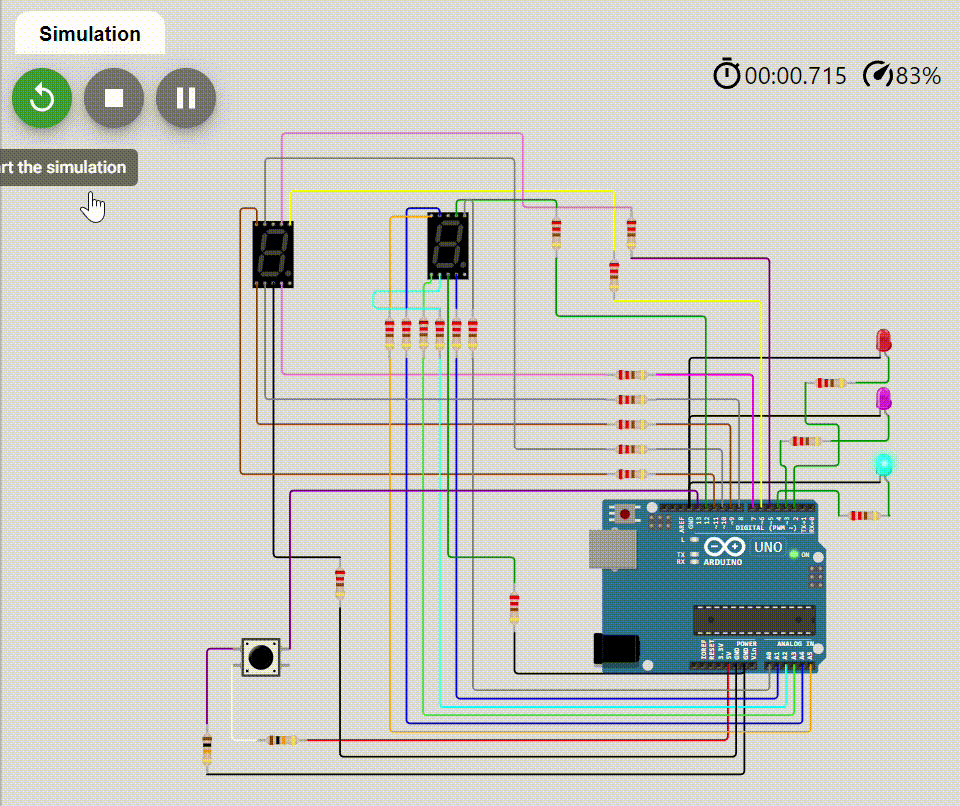 Simulation
00:00.715 83%
rt the simulation
AREF
GND
13
12
~11
~10
~9
8
7
~6
~5
4
~3
2
TX→1
RX←0
DIGITAL (PWM ~)
L
TX
RX
UNO
ON
ARDUINO
POWER
ANALOG IN
IOREF
RESET
3.3V
5V
GND
GND
Vin
A0
A1
A2
A3
A4
A5